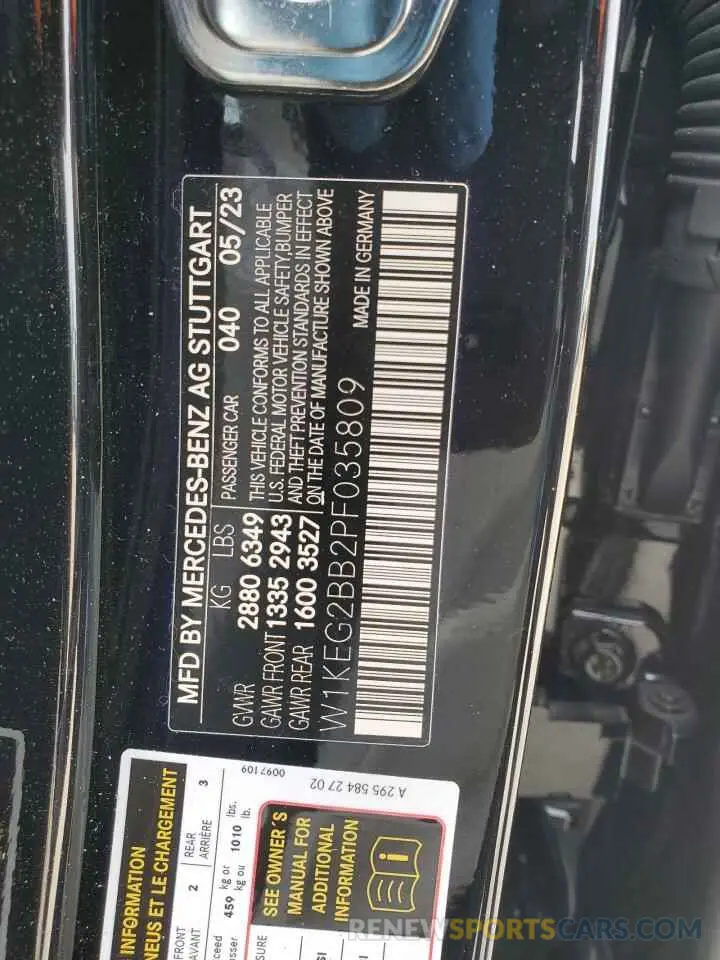 MFD BY MERCEDES-BENZ AG STUTTGART
KG LBS PASSENGER CAR 040 05/23
GWR 2880 6349 THIS VEHICLE CONFORMS TO ALL APPLICABLE
GAWR FRONT 1335 2943 U.S. FEDERAL MOTOR VEHICLE SAFETY, BUMPER
GAWR REAR 1600 3527 AND THEFT PREVENTION STANDARDS IN EFFECT
ON THE DATE OF MANUFACTURE SHOWN ABOVE
W1KEG2BB2PF035809 MADE IN GERMANY
0097109
A 295 584 27 02
INFORMATION
NEUS ET LE CHARGEMENT
FRONT 2 REAR 3
AVANT ARRIÈRE
459 kg or 1010 lbs.
kg ou lb.
SEE OWNER'S
MANUAL FOR
ADDITIONAL
INFORMATION
RENEWSPORTSCARS.COM